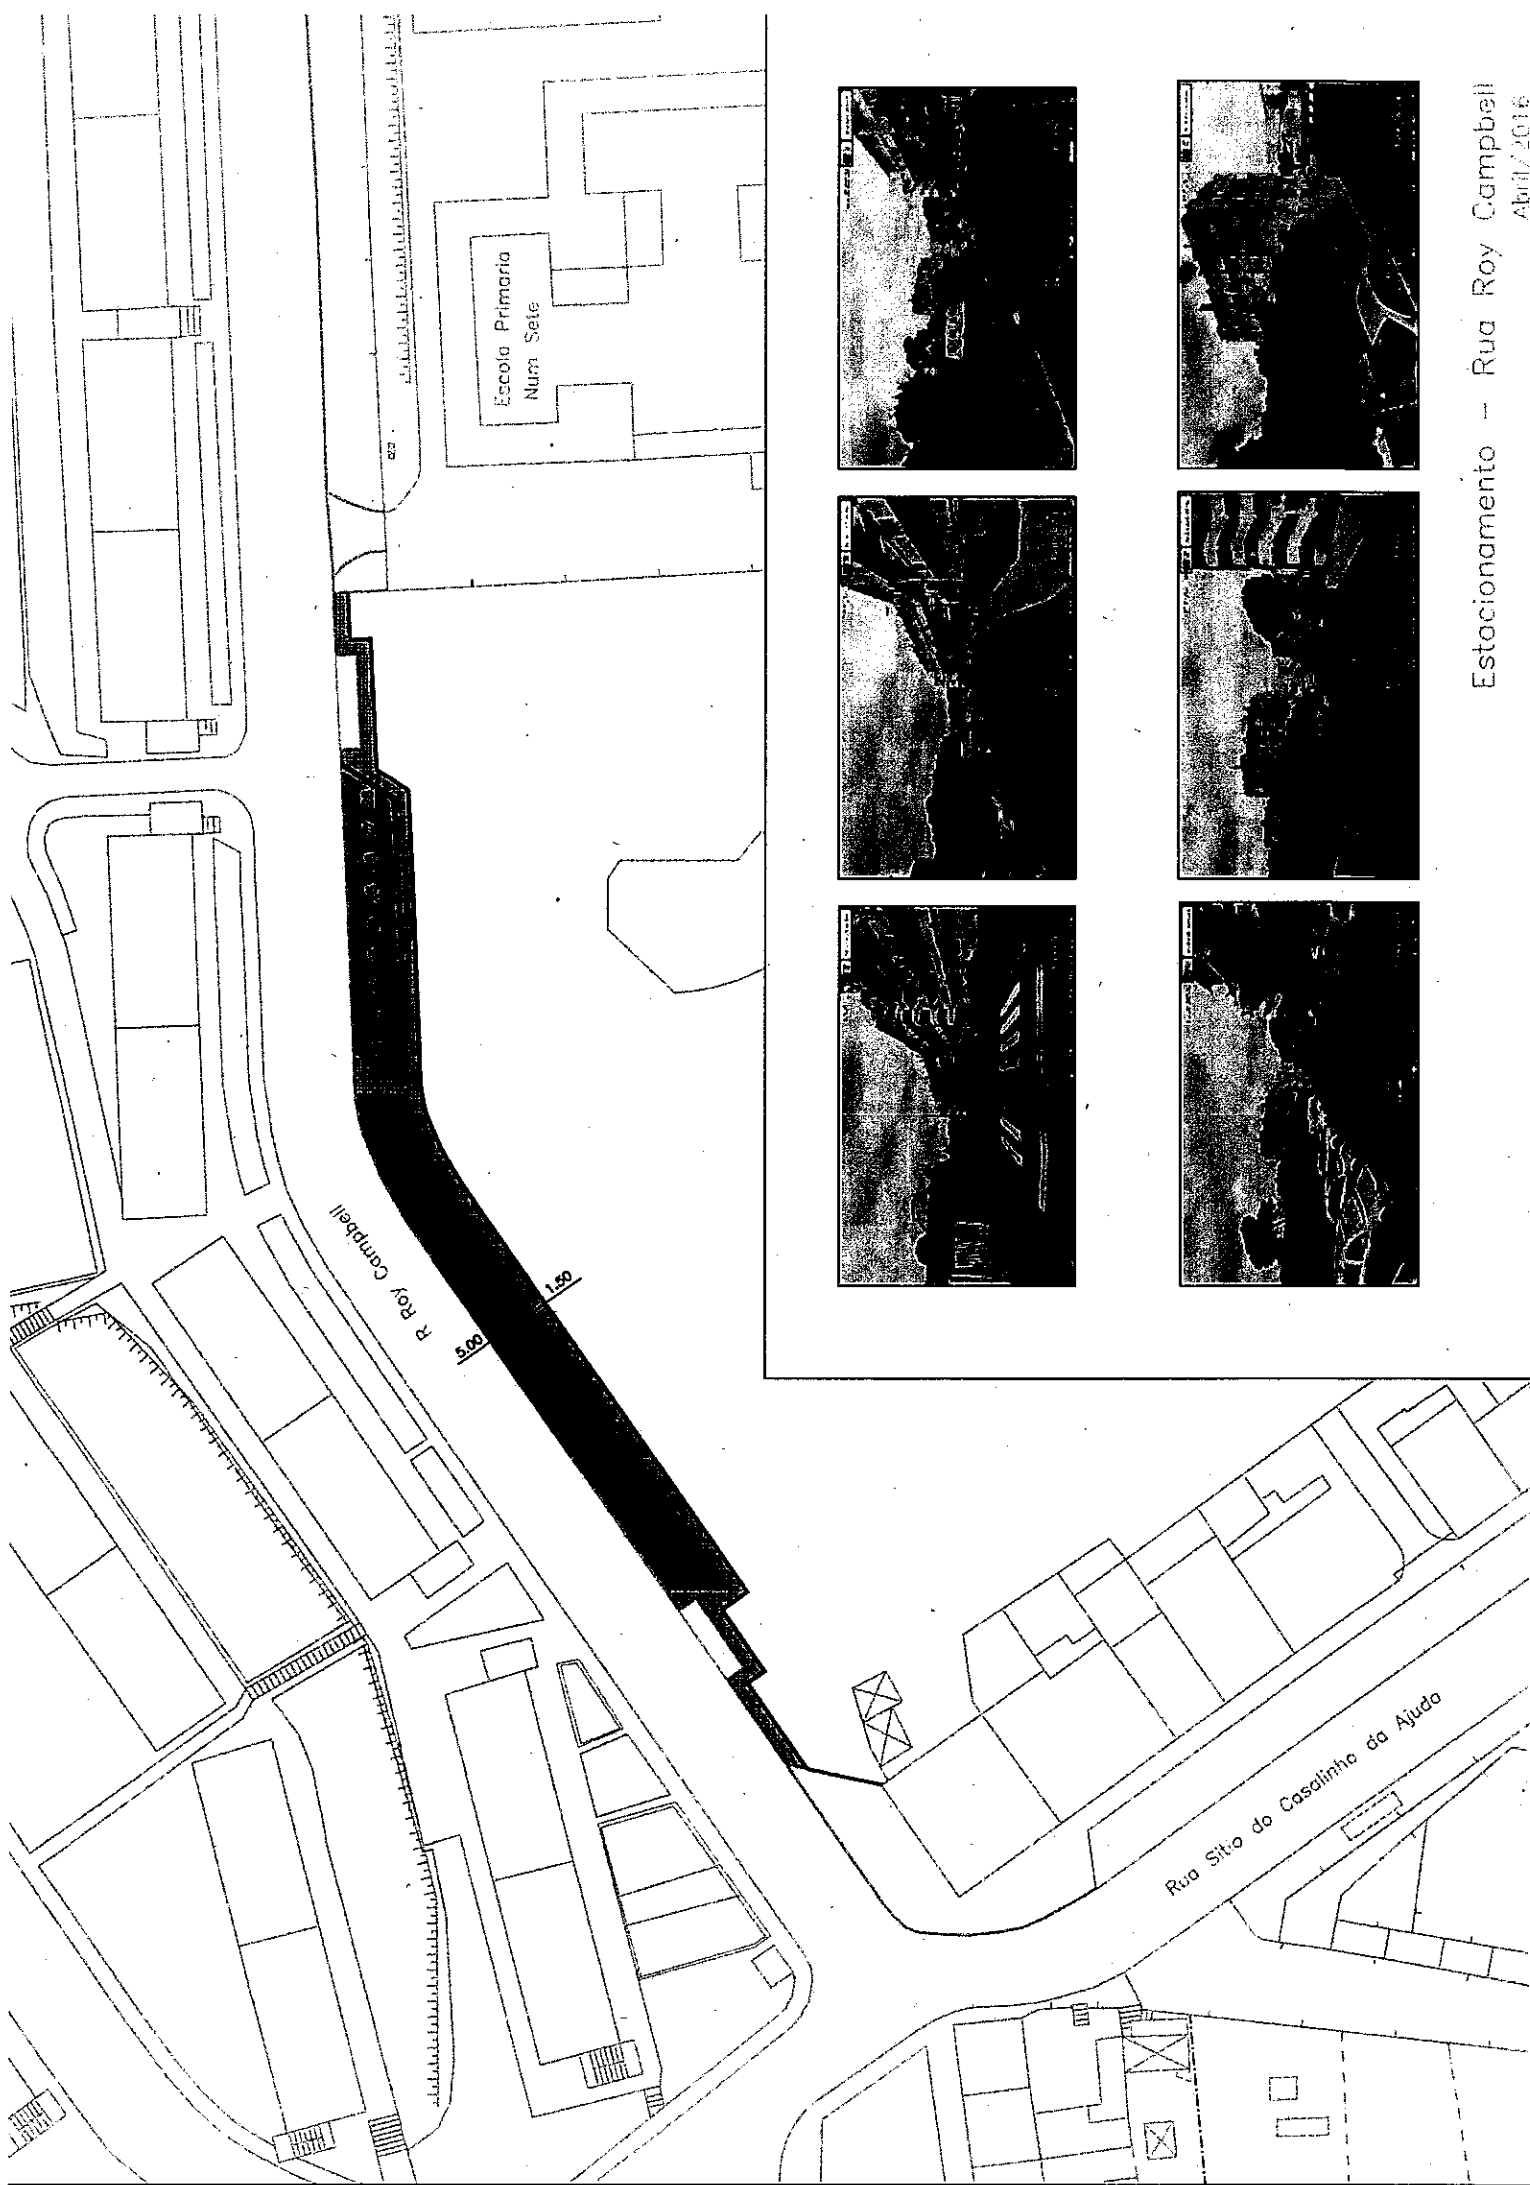 Escola Primaria
Num Sete
R Roy Campbell
5.00
1.50
Rua Sitio do Casalinho da Ajuda
Estacionamento - Rua Roy Campbell
Abril/2016